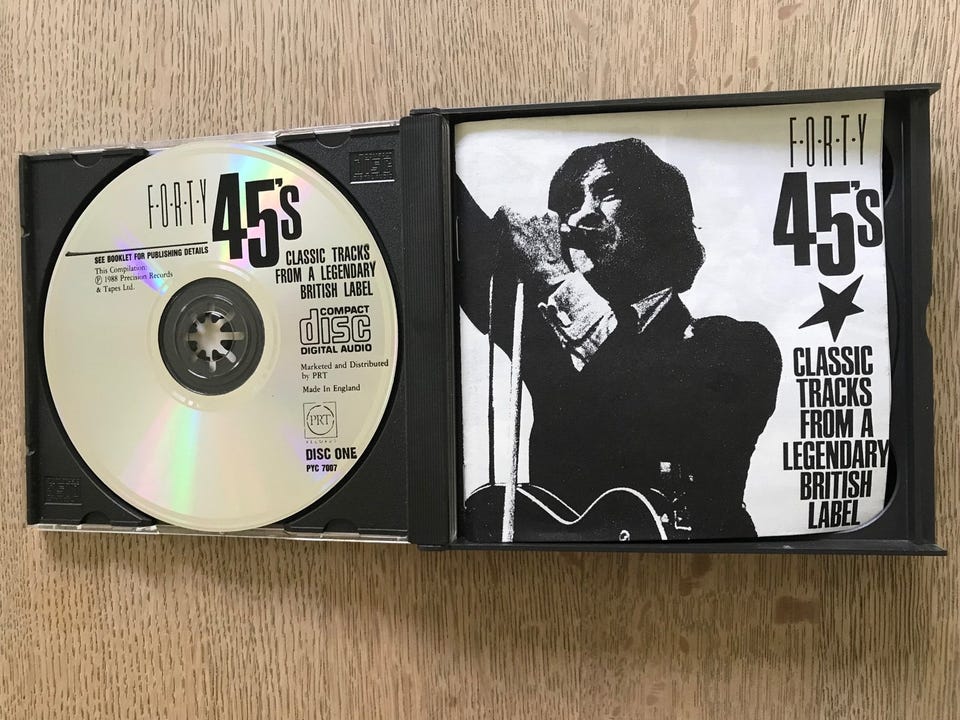 F·O·R·T·Y
45's
SEE BOOKLET FOR PUBLISHING DETAILS
This Compilation:
℗ 1988 Precision Records
& Tapes Ltd.
CLASSIC TRACKS
FROM A LEGENDARY
BRITISH LABEL
COMPACT
disc
DIGITAL AUDIO
Marketed and Distributed
by PRT
Made In England
PRT
RECORDS
DISC ONE
PYC 7007
F·O·R·T·Y
45's
CLASSIC
TRACKS
FROM A
LEGENDARY
BRITISH
LABEL